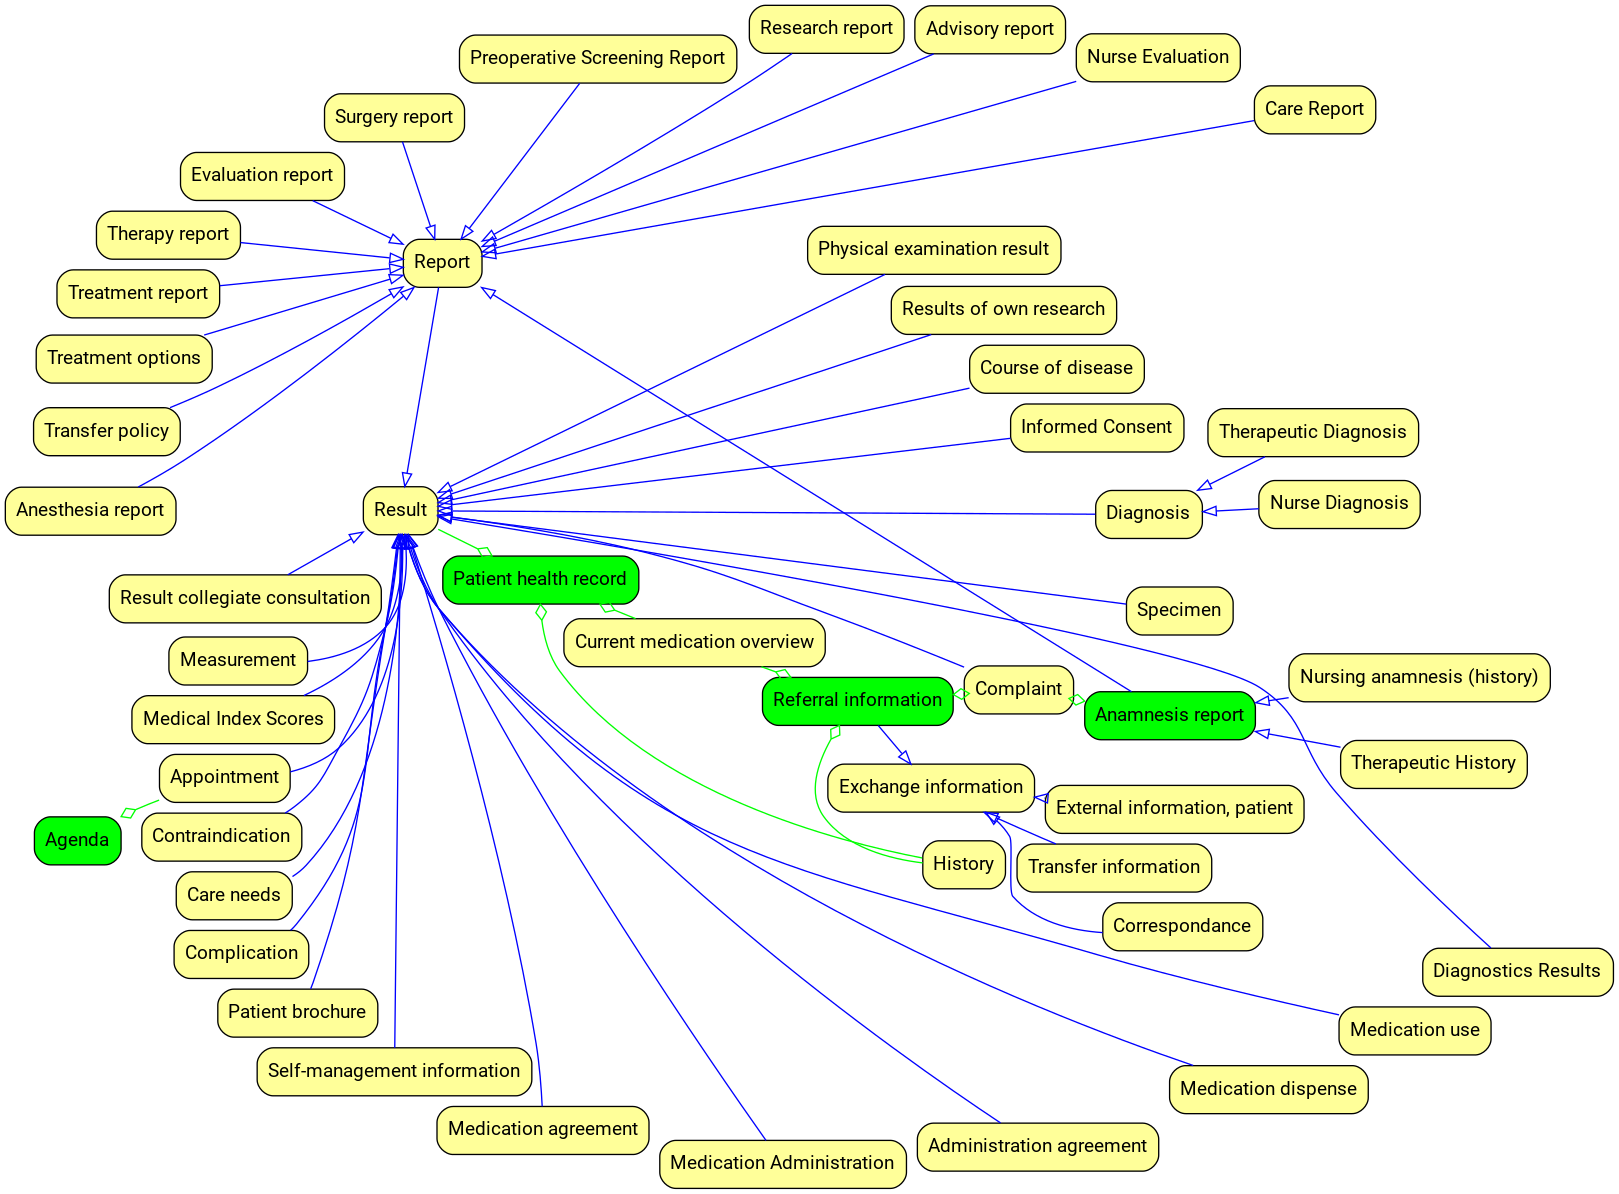 Research report
Advisory report
Preoperative Screening Report
Nurse Evaluation
Care Report
Surgery report
Evaluation report
Therapy report
Report
Physical examination result
Treatment report
Results of own research
Treatment options
Course of disease
Transfer policy
Informed Consent
Therapeutic Diagnosis
Anesthesia report
Result
Diagnosis
Nurse Diagnosis
Patient health record
Result collegiate consultation
Specimen
Current medication overview
Measurement
Nursing anamnesis (history)
Complaint
Referral information
Medical Index Scores
Anamnesis report
Therapeutic History
Appointment
Exchange information
External information, patient
Contraindication
Agenda
History
Transfer information
Care needs
Correspondance
Complication
Diagnostics Results
Patient brochure
Medication use
Self-management information
Medication dispense
Medication agreement
Administration agreement
Medication Administration